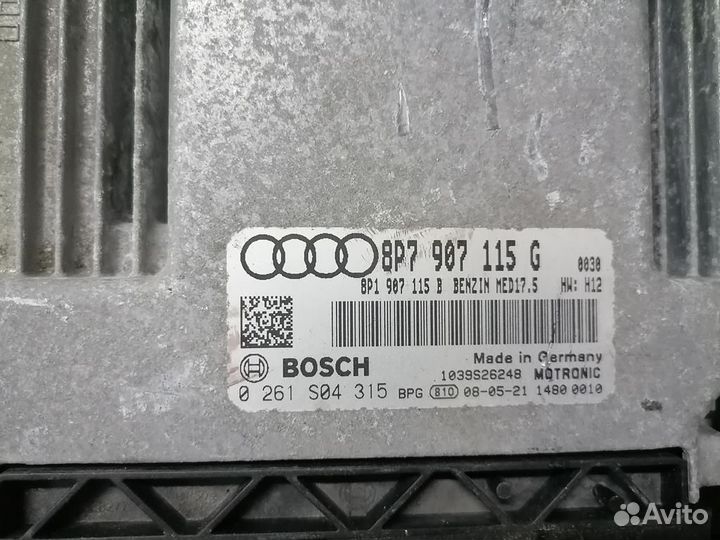 8P7 907 115 G 0030
8P1 907 115 B BENZIN MED17.5 HW: H12
BOSCH
Made in Germany
1039S26248 MOTRONIC
0 261 S04 315 BPG 810 08-05-21 1480 0010
Avito